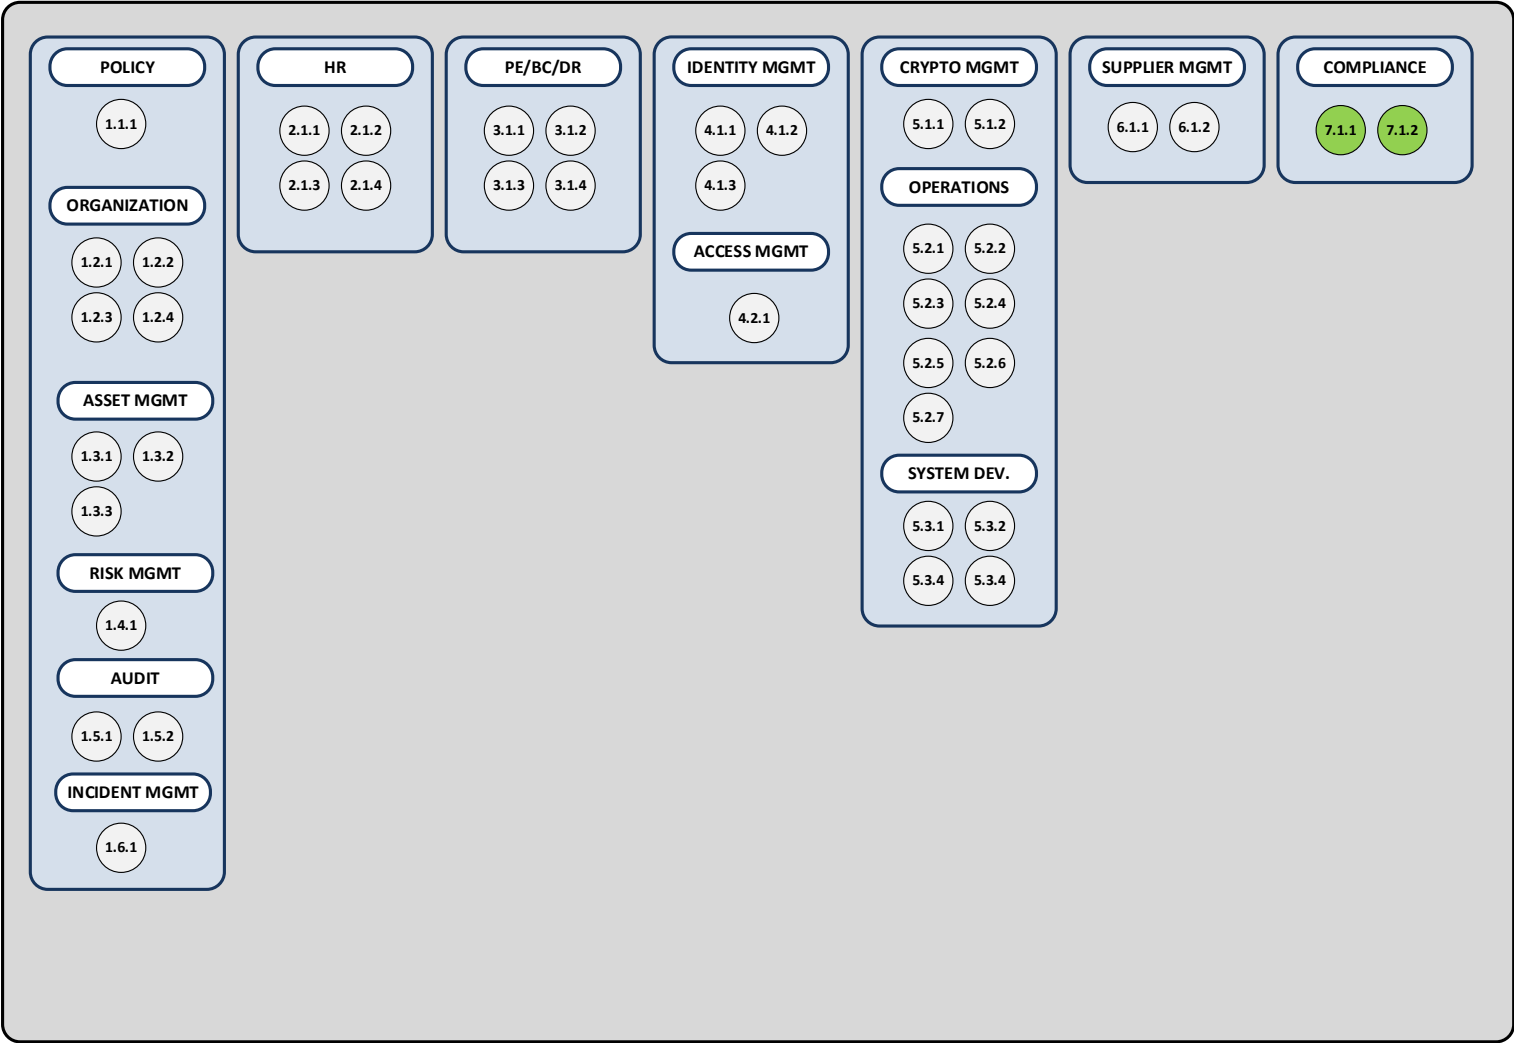 POLICY
1.1.1
ORGANIZATION
1.2.1 1.2.2
1.2.3 1.2.4
ASSET MGMT
1.3.1 1.3.2
1.3.3
RISK MGMT
1.4.1
AUDIT
1.5.1 1.5.2
INCIDENT MGMT
1.6.1
HR
2.1.1 2.1.2
2.1.3 2.1.4
PE/BC/DR
3.1.1 3.1.2
3.1.3 3.1.4
IDENTITY MGMT
4.1.1 4.1.2
4.1.3
ACCESS MGMT
4.2.1
CRYPTO MGMT
5.1.1 5.1.2
OPERATIONS
5.2.1 5.2.2
5.2.3 5.2.4
5.2.5 5.2.6
5.2.7
SYSTEM DEV.
5.3.1 5.3.2
5.3.4 5.3.4
SUPPLIER MGMT
6.1.1 6.1.2
COMPLIANCE
7.1.1 7.1.2